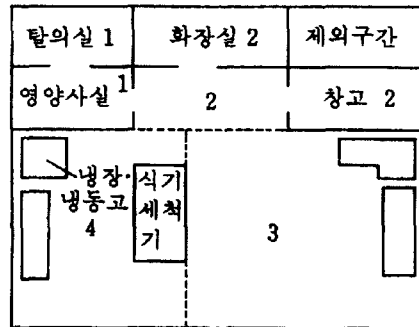 탈의실 1
화장실 2
제외구간
영양사실 1
2
창고 2
냉장·
냉동고
4
식기
세척
기
3